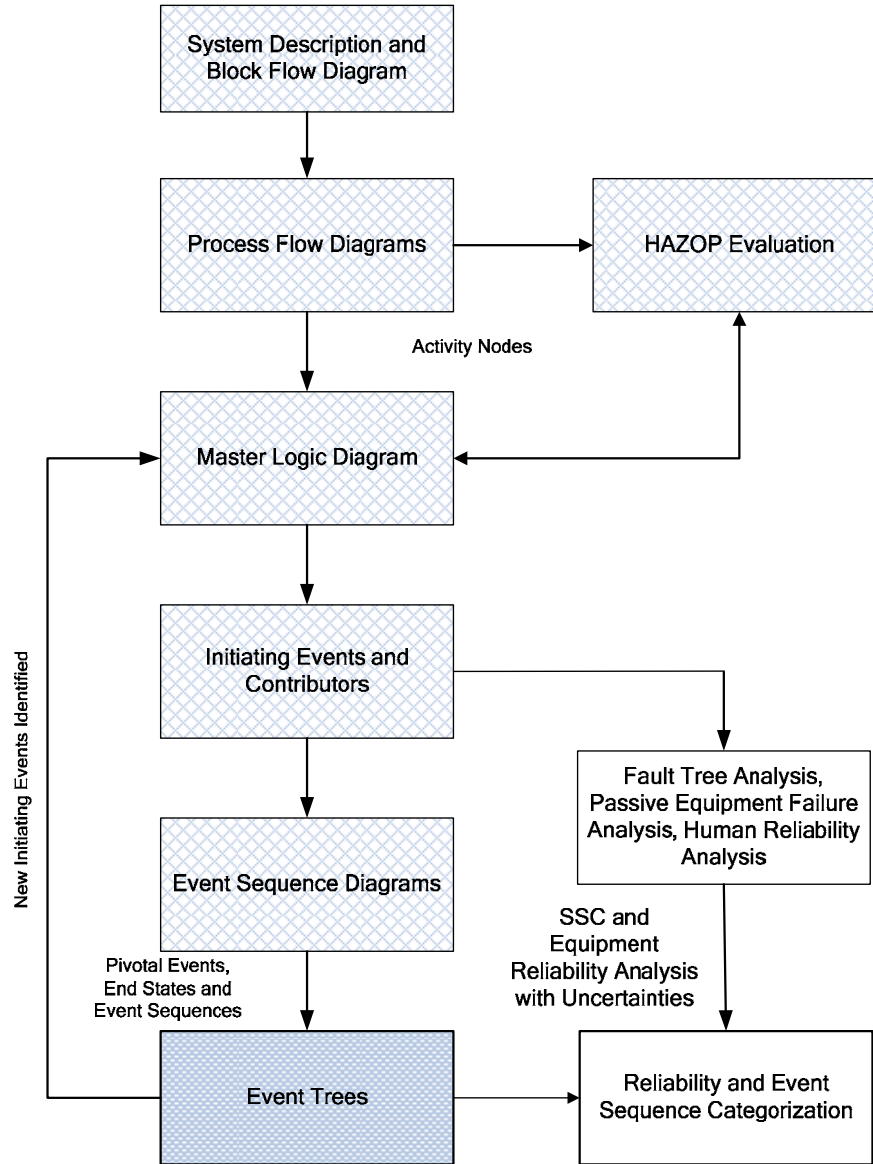 System Description and
Block Flow Diagram
Process Flow Diagrams
HAZOP Evaluation
Activity Nodes
Master Logic Diagram
New Initiating Events Identified
Initiating Events and
Contributors
Fault Tree Analysis,
Passive Equipment Failure
Analysis, Human Reliability
Analysis
Event Sequence Diagrams
SSC and
Equipment
Reliability Analysis
with Uncertainties
Pivotal Events,
End States and
Event Sequences
Event Trees
Reliability and Event
Sequence Categorization